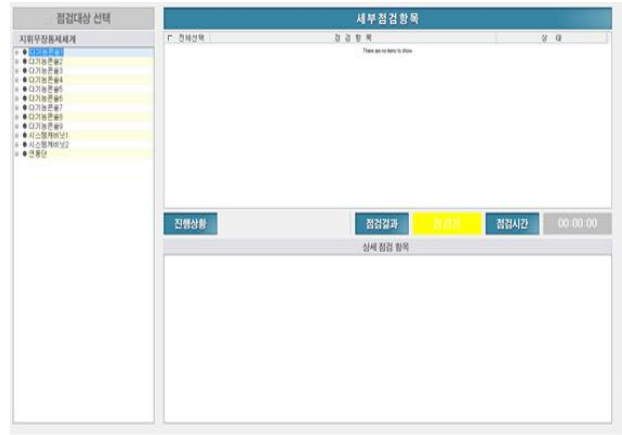 점검대상 선택
지휘무장통제체계
다기능콘솔1
다기능콘솔2
다기능콘솔3
다기능콘솔4
다기능콘솔5
다기능콘솔6
다기능콘솔7
다기능콘솔8
다기능콘솔9
시스템캐비닛1
시스템캐비닛2
전동단
세부점검항목
전체선택 점 검 항 목 상 태
There are no items to show
진행상황 점검결과 점검전 점검시간 00:00:00
상세 점검 항목